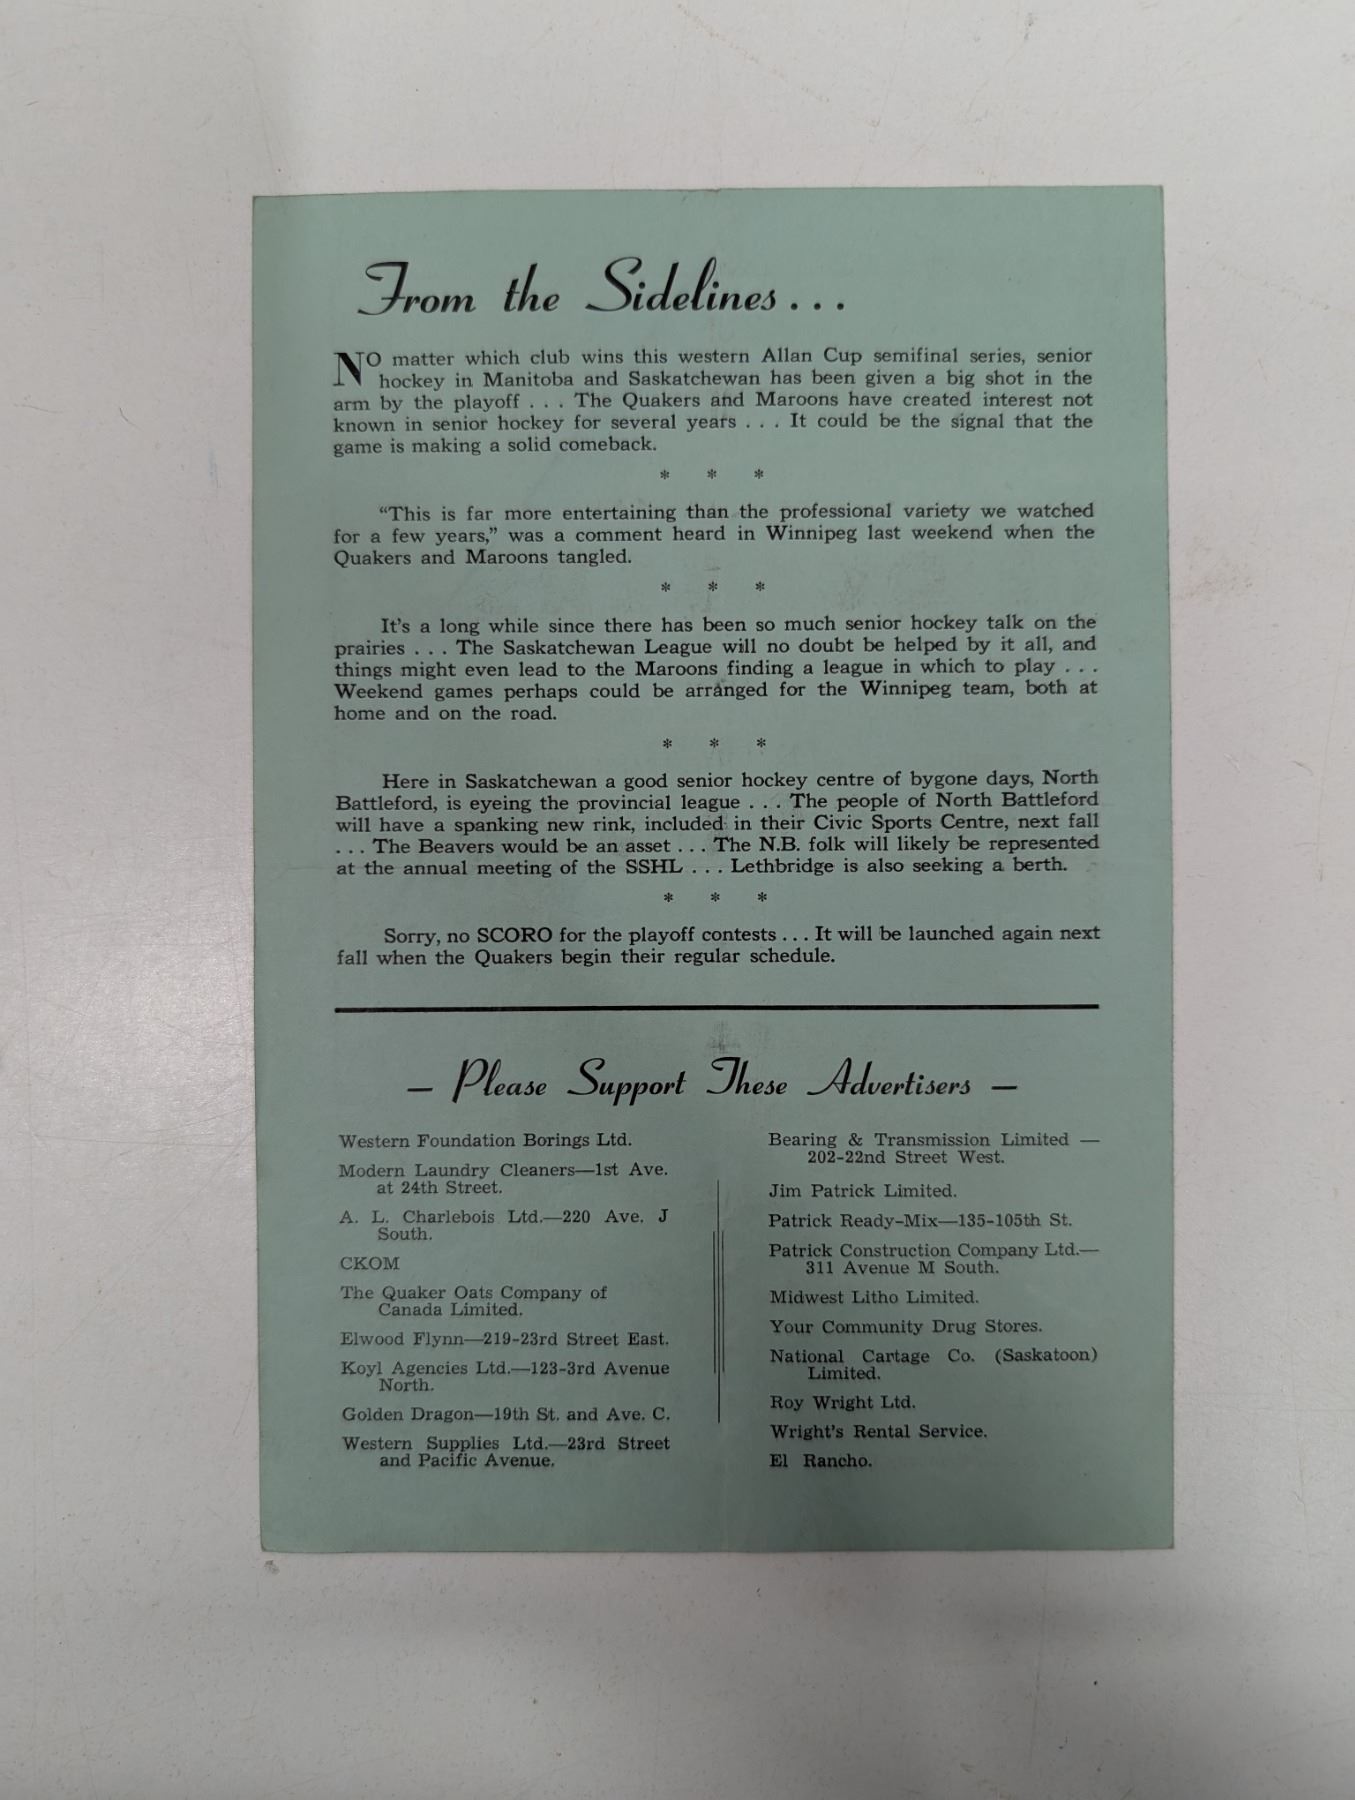 From the Sidelines . . .
NO matter which club wins this western Allan Cup semifinal series, senior
hockey in Manitoba and Saskatchewan has been given a big shot in the
arm by the playoff . . . The Quakers and Maroons have created interest not
known in senior hockey for several years . . . It could be the signal that the
game is making a solid comeback.
* * *
“This is far more entertaining than the professional variety we watched
for a few years,” was a comment heard in Winnipeg last weekend when the
Quakers and Maroons tangled.
* * *
It's a long while since there has been so much senior hockey talk on the
prairies . . . The Saskatchewan League will no doubt be helped by it all, and
things might even lead to the Maroons finding a league in which to play . . .
Weekend games perhaps could be arranged for the Winnipeg team, both at
home and on the road.
* * *
Here in Saskatchewan a good senior hockey centre of bygone days, North
Battleford, is eyeing the provincial league . . . The people of North Battleford
will have a spanking new rink, included in their Civic Sports Centre, next fall
. . . The Beavers would be an asset . . . The N.B. folk will likely be represented
at the annual meeting of the SSHL . . . Lethbridge is also seeking a berth.
* * *
Sorry, no SCORO for the playoff contests . . . It will be launched again next
fall when the Quakers begin their regular schedule.
— Please Support These Advertisers —
Western Foundation Borings Ltd.
Modern Laundry Cleaners—1st Ave.
at 24th Street.
A. L. Charlebois Ltd.—220 Ave. J
South.
CKOM
The Quaker Oats Company of
Canada Limited.
Elwood Flynn—219-23rd Street East.
Koyl Agencies Ltd.—123-3rd Avenue
North.
Golden Dragon—19th St. and Ave. C.
Western Supplies Ltd.—23rd Street
and Pacific Avenue.
Bearing & Transmission Limited —
202-22nd Street West.
Jim Patrick Limited.
Patrick Ready-Mix—135-105th St.
Patrick Construction Company Ltd.—
311 Avenue M South.
Midwest Litho Limited.
Your Community Drug Stores.
National Cartage Co. (Saskatoon)
Limited.
Roy Wright Ltd.
Wright's Rental Service.
El Rancho.